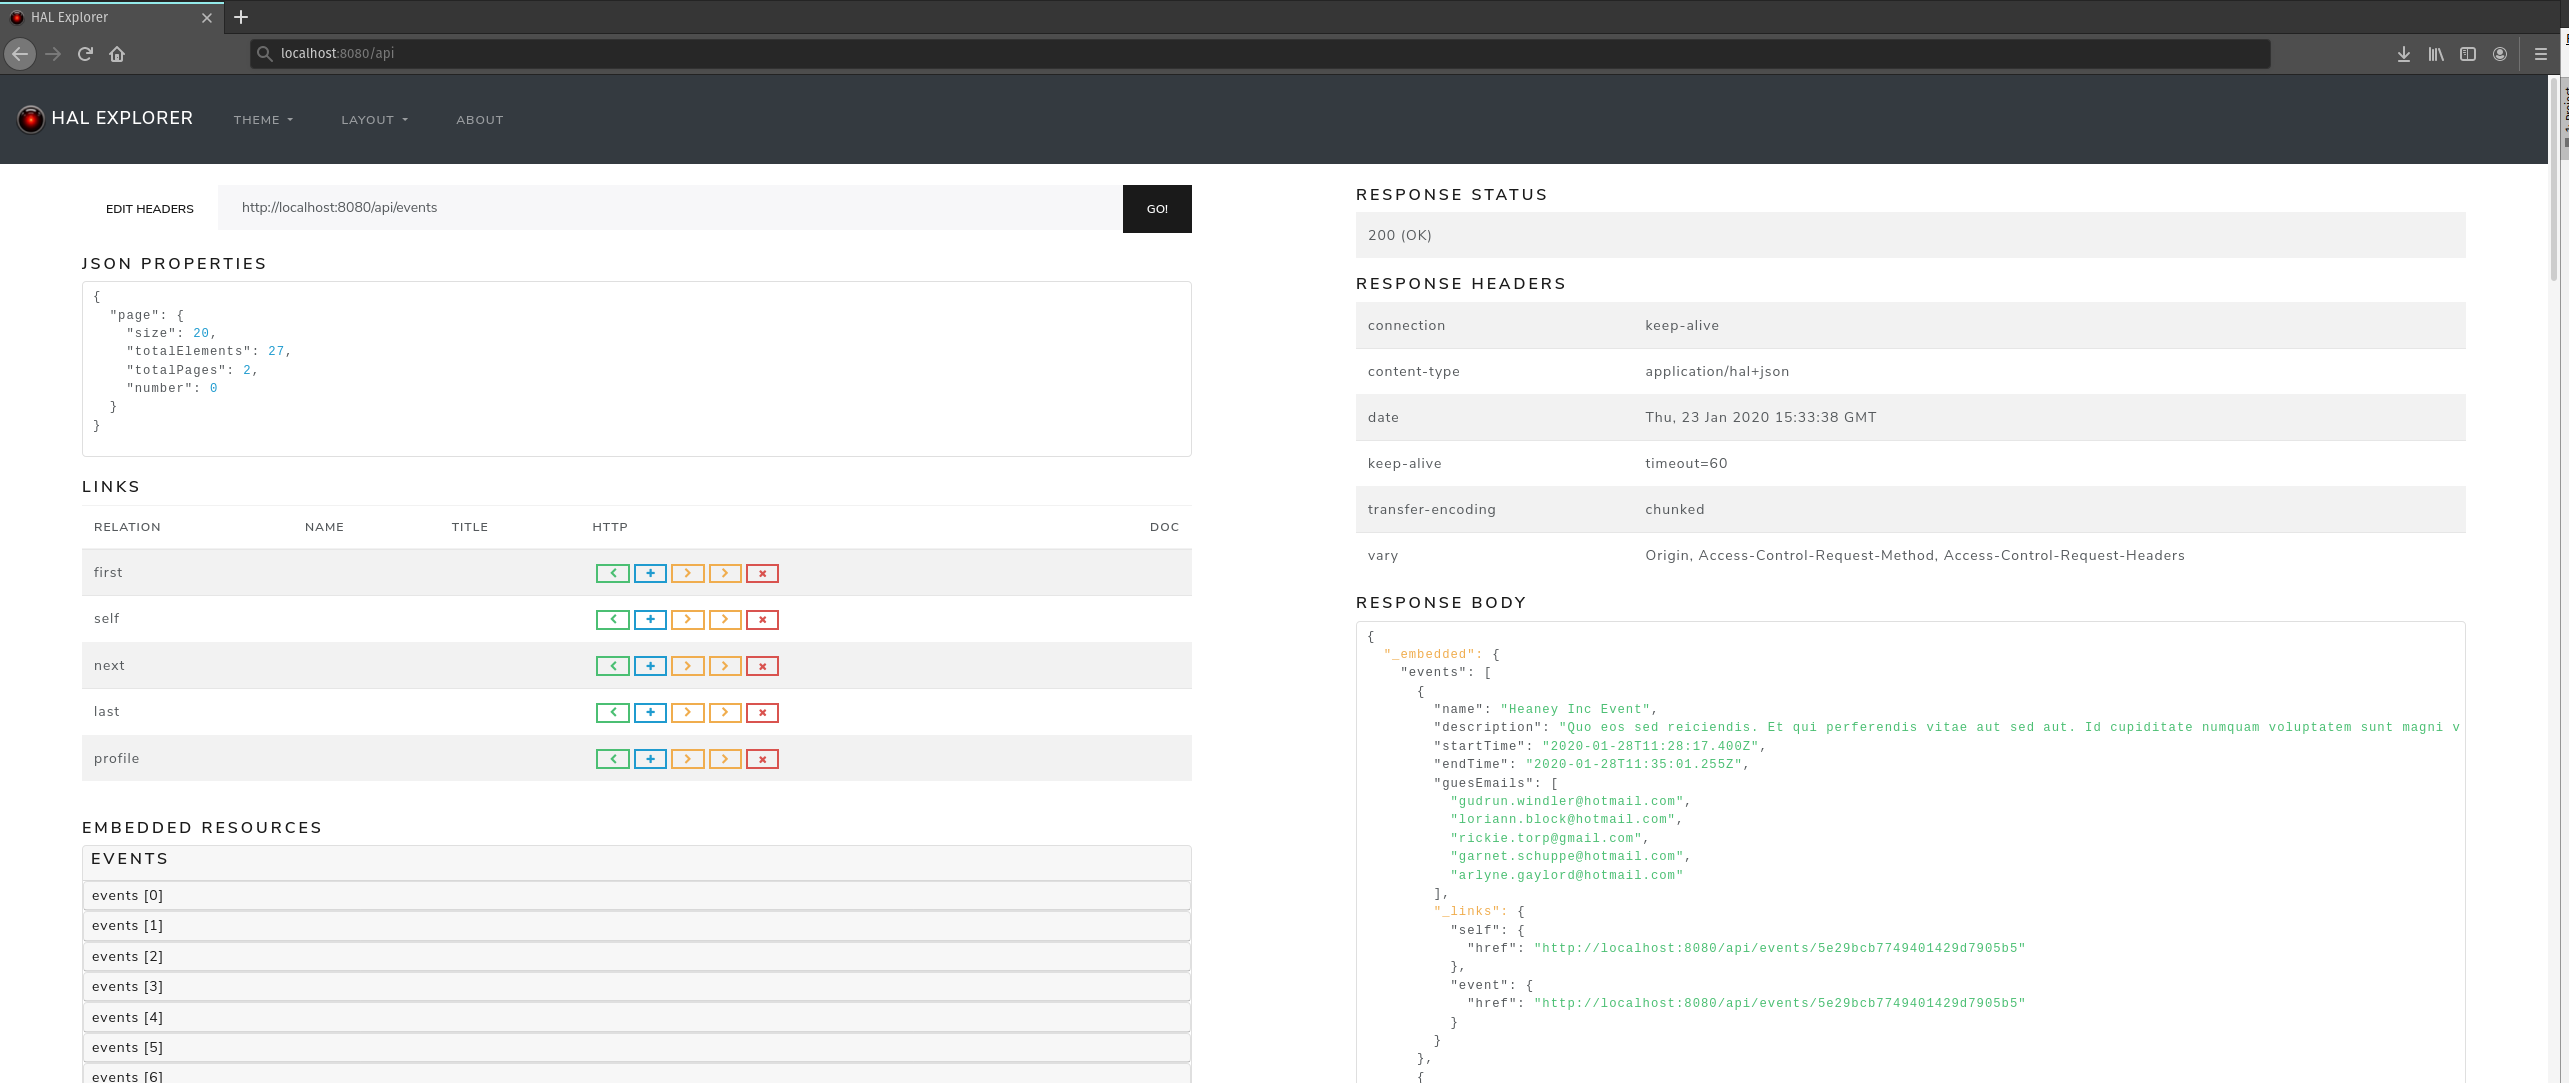 HAL Explorer
localhost:8080/api
HAL EXPLORER THEME LAYOUT ABOUT
EDIT HEADERS http://localhost:8080/api/events GO!
JSON PROPERTIES
{
"page": {
"size": 20,
"totalElements": 27,
"totalPages": 2,
"number": 0
}
}
LINKS
RELATION NAME TITLE HTTP DOC
first
self
next
last
profile
EMBEDDED RESOURCES
EVENTS
events [0]
events [1]
events [2]
events [3]
events [4]
events [5]
events [6]
RESPONSE STATUS
200 (OK)
RESPONSE HEADERS
connection keep-alive
content-type application/hal+json
date Thu, 23 Jan 2020 15:33:38 GMT
keep-alive timeout=60
transfer-encoding chunked
vary Origin, Access-Control-Request-Method, Access-Control-Request-Headers
RESPONSE BODY
{
"_embedded": {
"events": [
{
"name": "Heaney Inc Event",
"description": "Quo eos sed reiciendis. Et qui perferendis vitae aut sed aut. Id cupiditate numquam voluptatem sunt magni v
"startTime": "2020-01-28T11:28:17.400Z",
"endTime": "2020-01-28T11:35:01.255Z",
"guesEmails": [
"gudrun.windler@hotmail.com",
"loriann.block@hotmail.com",
"rickie.torp@gmail.com",
"garnet.schuppe@hotmail.com",
"arlyne.gaylord@hotmail.com"
],
"_links": {
"self": {
"href": "http://localhost:8080/api/events/5e29bcb7749401429d7905b5"
},
"event": {
"href": "http://localhost:8080/api/events/5e29bcb7749401429d7905b5"
}
}
},
{